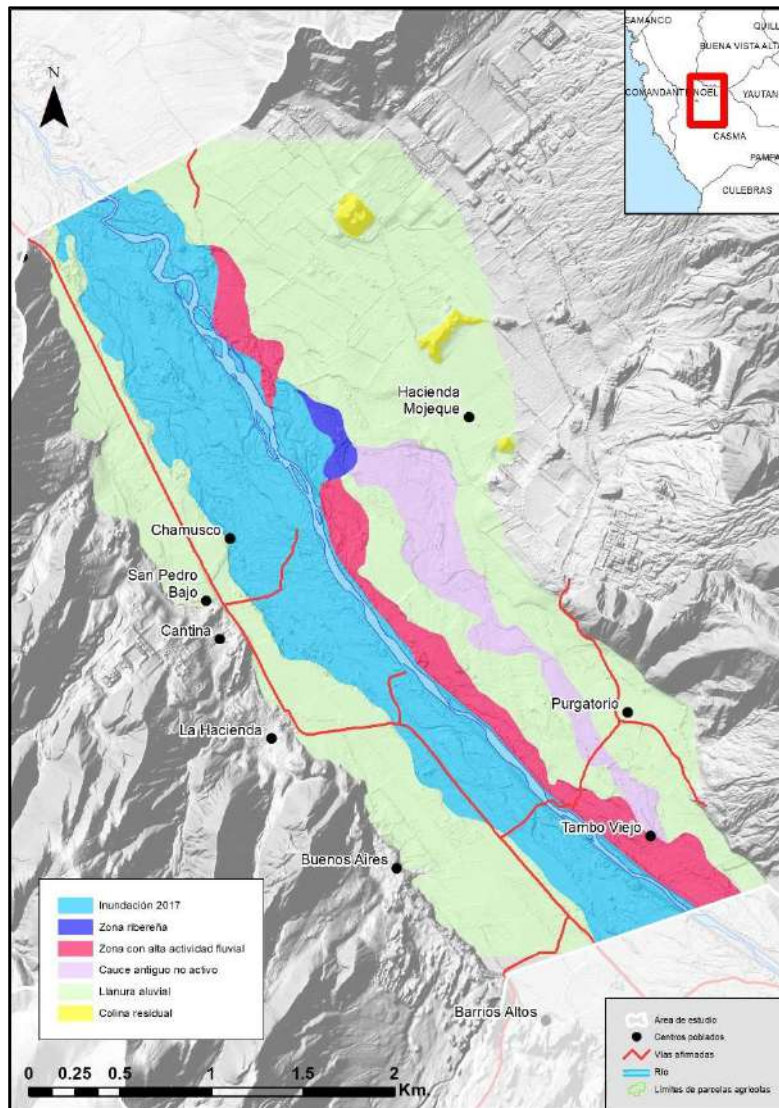 SAMANCO
QUILL
BUENA VISTA ALTA
COMANDANTE NOEL
YAUTAN
CASMA
PAMPA
CULEBRAS
N
Hacienda
Mojeque
Chamusco
San Pedro
Bajo
Cantina
La Hacienda
Purgatorio
Tambo Viejo
Buenos Aires
Barrios Altos
Inundación 2017
Zona ribereña
Zona con alta actividad fluvial
Cauce antiguo no activo
Llanura aluvial
Colina residual
0 0.25 0.5 1 1.5 2
Km.
Área de estudio
Centros poblados
Vías afirmadas
Río
Límites de parcelas agrícolas